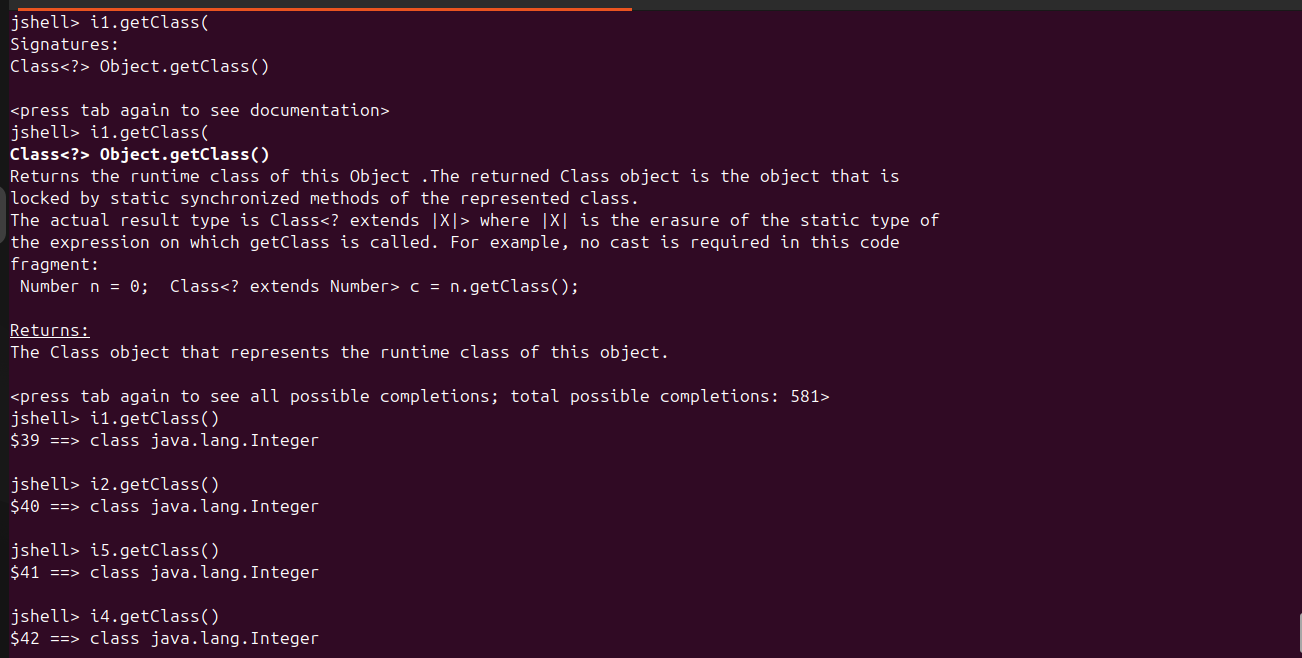 jshell> i1.getClass(
Signatures:
Class<?> Object.getClass()
<press tab again to see documentation>
jshell> i1.getClass(
Class<?> Object.getClass()
Returns the runtime class of this Object .The returned Class object is the object that is
locked by static synchronized methods of the represented class.
The actual result type is Class<? extends |X|> where |X| is the erasure of the static type of
the expression on which getClass is called. For example, no cast is required in this code
fragment:
 Number n = 0;  Class<? extends Number> c = n.getClass();
Returns:
The Class object that represents the runtime class of this object.
<press tab again to see all possible completions; total possible completions: 581>
jshell> i1.getClass()
$39 ==> class java.lang.Integer
jshell> i2.getClass()
$40 ==> class java.lang.Integer
jshell> i5.getClass()
$41 ==> class java.lang.Integer
jshell> i4.getClass()
$42 ==> class java.lang.Integer